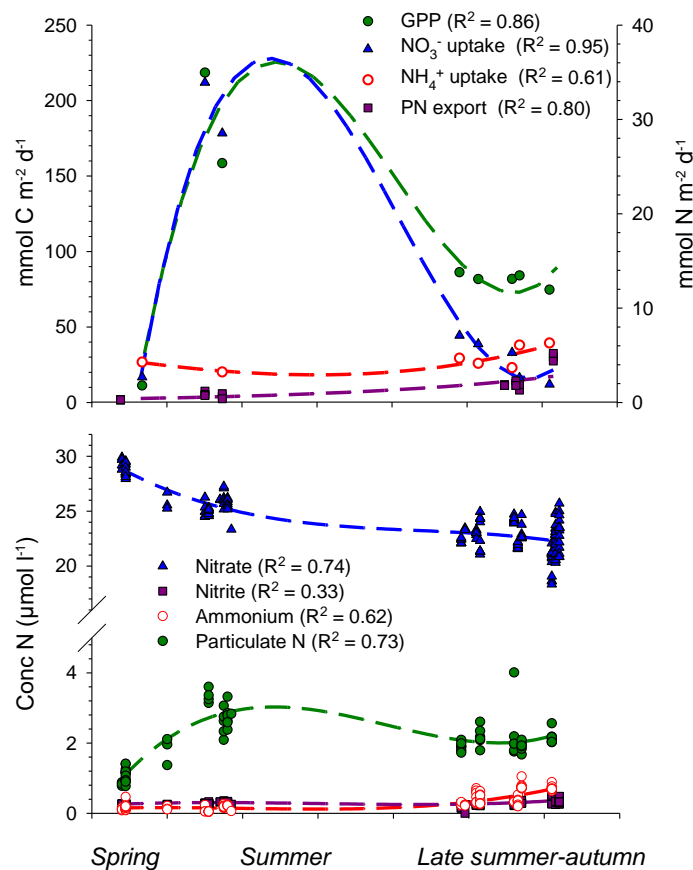 GPP (R² = 0.86)
NO₃⁻ uptake (R² = 0.95)
NH₄⁺ uptake (R² = 0.61)
PN export (R² = 0.80)
mmol C m⁻² d⁻¹
250
200
150
100
50
0
mmol N m⁻² d⁻¹
40
30
20
10
0
Conc N (µmol l⁻¹)
30
25
20
4
2
0
Nitrate (R² = 0.74)
Nitrite (R² = 0.33)
Ammonium (R² = 0.62)
Particulate N (R² = 0.73)
Spring Summer Late summer-autumn